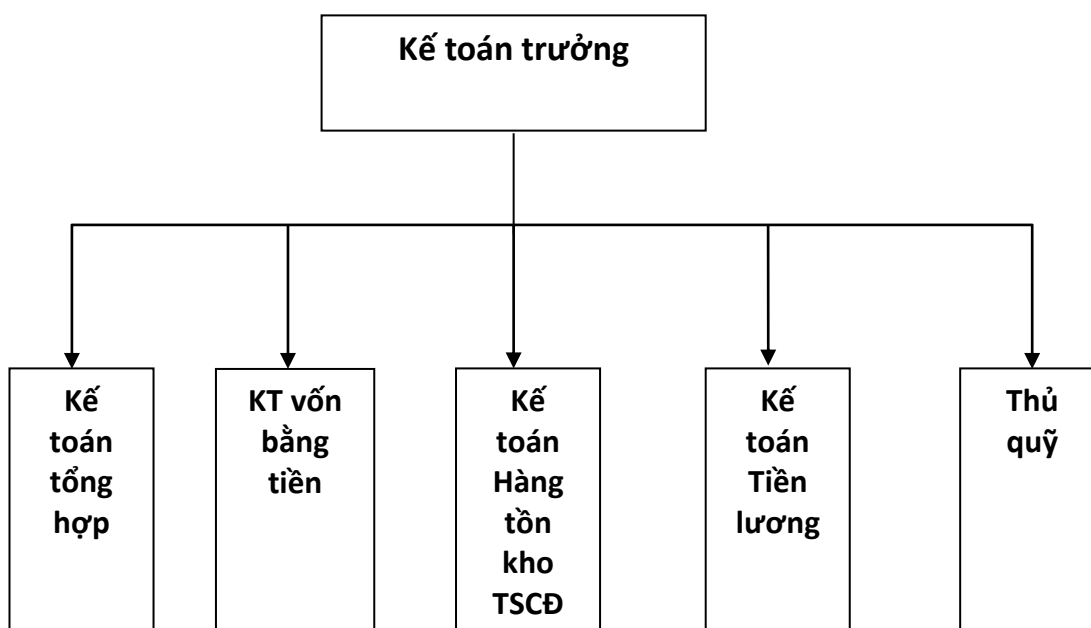 Kế toán trưởng
Kế
toán
tổng
hợp
KT vốn
bằng
tiền
Kế
toán
Hàng
tồn
kho
TSCĐ
Kế
toán
Tiền
lương
Thủ
quỹ